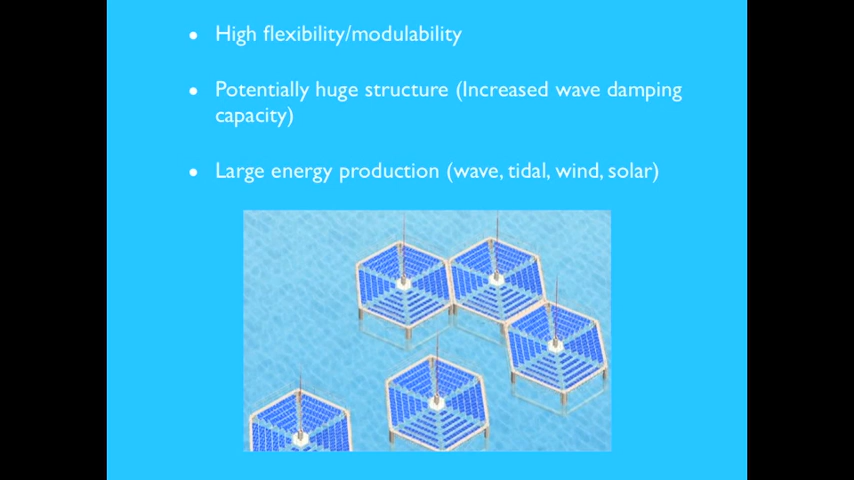 • High flexibility/modulability
• Potentially huge structure (Increased wave damping
capacity)
• Large energy production (wave, tidal, wind, solar)